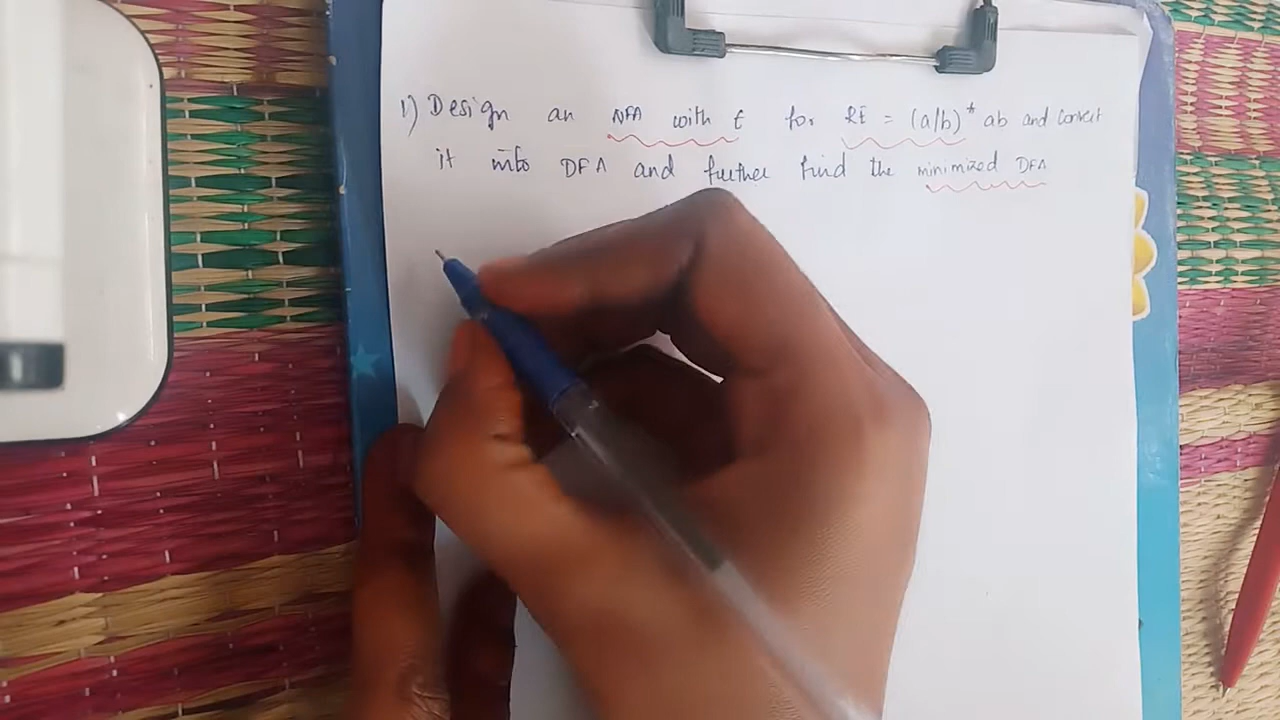 1) Design an NFA with ε for RE = (a/b)* ab and convert
it into DFA and further find the minimized DFA